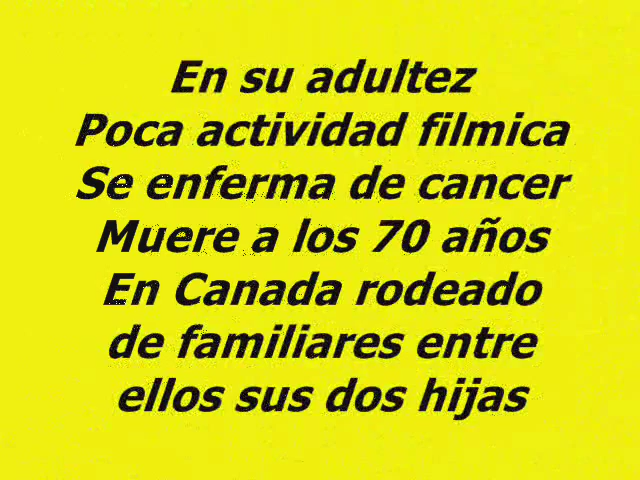 En su adultez
Poca actividad filmica
Se enferma de cancer
Muere a los 70 años
En Canada rodeado
de familiares entre
ellos sus dos hijas